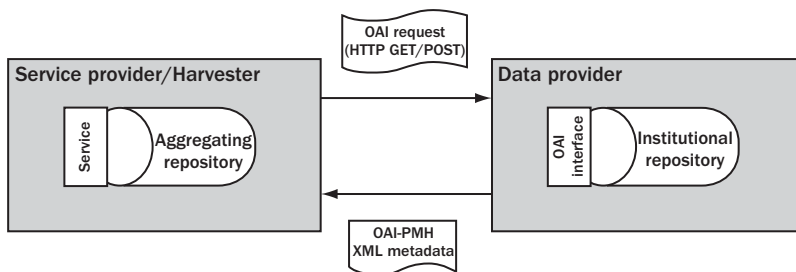 OAI request
(HTTP GET/POST)
Service provider/Harvester
Data provider
Service
Aggregating
repository
OAI
interface
Institutional
repository
OAI-PMH
XML metadata